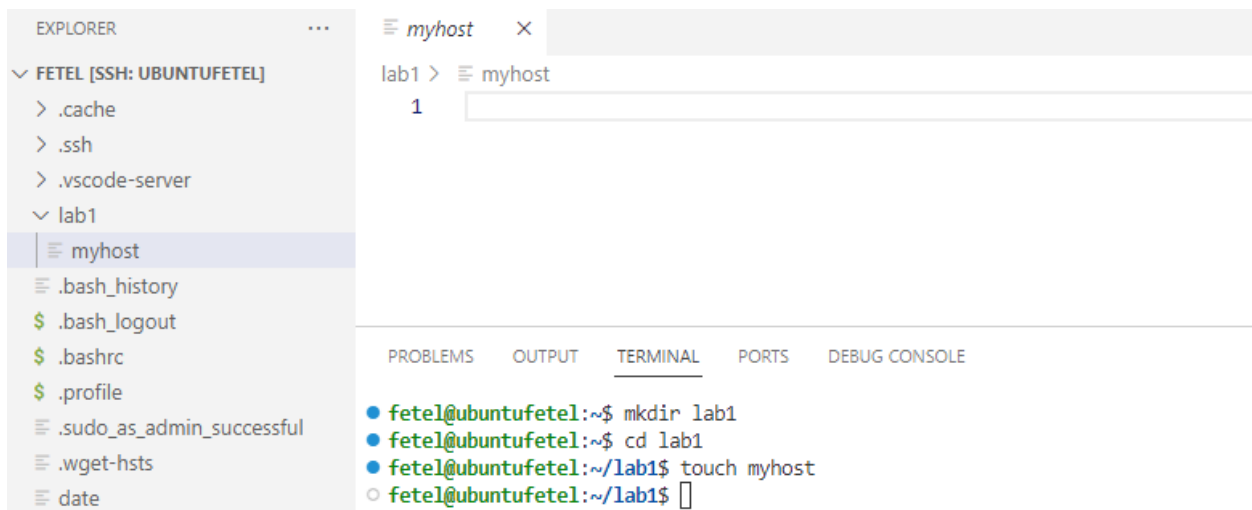 EXPLORER ...
FETEL [SSH: UBUNTUFETEL]
.cache
.ssh
.vscode-server
lab1
myhost
.bash_history
.bash_logout
.bashrc
.profile
.sudo_as_admin_successful
.wget-hsts
date
myhost
lab1 > myhost
1
PROBLEMS OUTPUT TERMINAL PORTS DEBUG CONSOLE
fetel@ubuntufetel:~$ mkdir lab1
fetel@ubuntufetel:~$ cd lab1
fetel@ubuntufetel:~/lab1$ touch myhost
fetel@ubuntufetel:~/lab1$